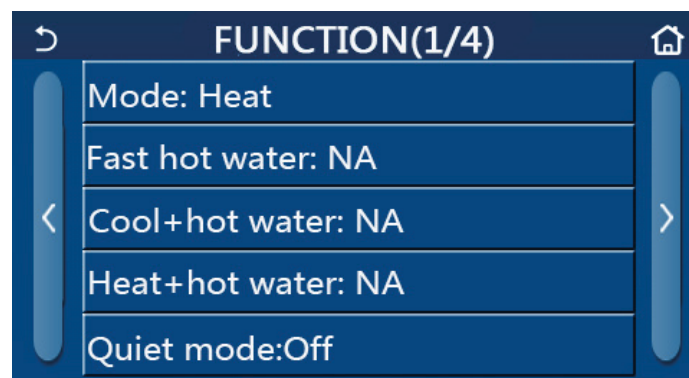 FUNCTION(1/4)
Mode: Heat
Fast hot water: NA
Cool+hot water: NA
Heat+hot water: NA
Quiet mode:Off